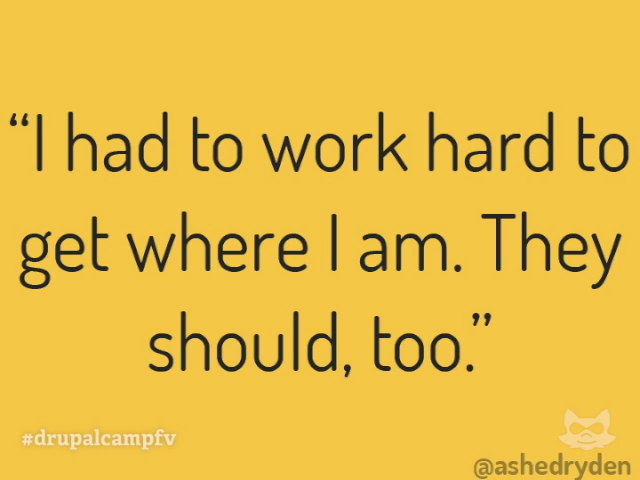 “I had to work hard to
get where I am. They
should, too.”
#drupalcampfv
@ashedryden